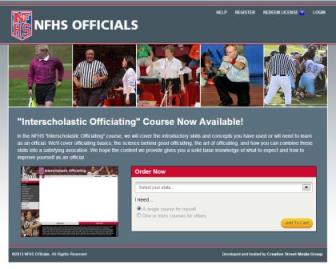 HELP REGISTER REDEEM LICENSE LOGIN
NFHS OFFICIALS
"Interscholastic Officiating" Course Now Available!
In the NFHS "Interscholastic Officiating" course, we will cover the introductory skills and concepts you have used or will need to learn
as an official. We'll cover officiating basics, the science behind good officiating, the art of officiating, and how you can combine these
skills into a satisfying avocation. We hope the content we provide gives you a solid base knowledge of what to expect and how to
improve yourself as an official.
Interscholastic Officiating
Order Now
Select your state...
I need...
A single course for myself.
One or more courses for others.
Add To Cart
©2013 NFHS Officials. All Rights Reserved.
Developed and hosted by Creative Street Media Group.